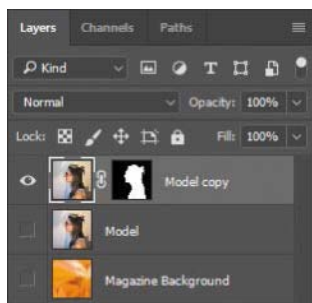 Layers Channels Paths
Kind T
Normal Opacity: 100%
Lock: Fill: 100%
Model copy
Model
Magazine Background